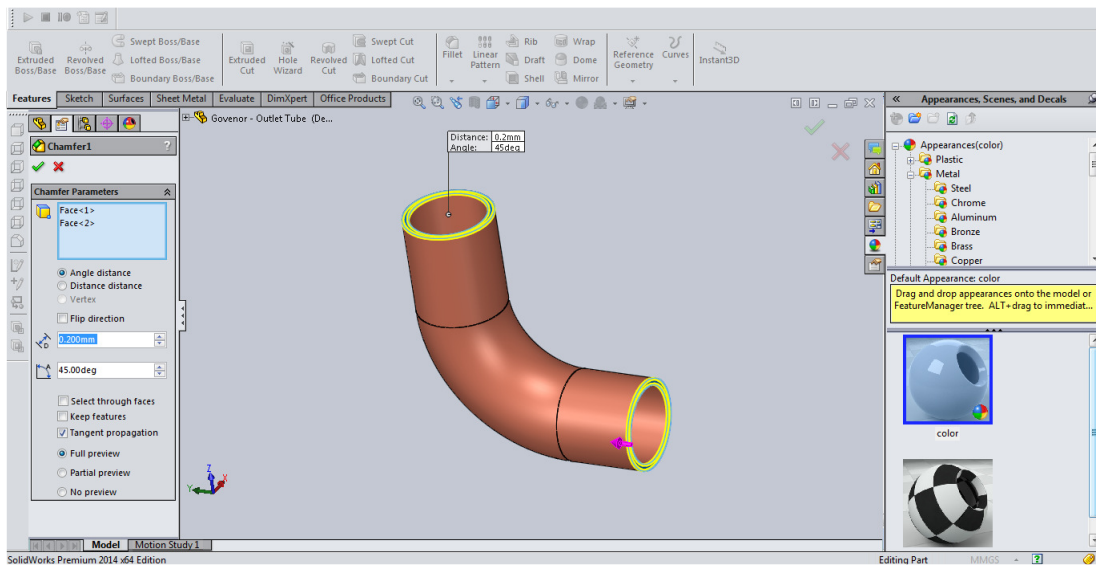 Extruded Boss/Base
Revolved Boss/Base
Swept Boss/Base
Lofted Boss/Base
Boundary Boss/Base
Extruded Cut
Hole Wizard
Revolved Cut
Swept Cut
Lofted Cut
Boundary Cut
Fillet
Linear Pattern
Rib
Draft
Shell
Wrap
Dome
Mirror
Reference Geometry
Curves
Instant3D
Features
Sketch
Surfaces
Sheet Metal
Evaluate
DimXpert
Office Products
Govenor - Outlet Tube (De...
Chamfer1
?
Chamfer Parameters
Face<1>
Face<2>
Angle distance
Distance distance
Vertex
Flip direction
D
0.200mm
A
45.00deg
Select through faces
Keep features
Tangent propagation
Full preview
Partial preview
No preview
Distance: 0.2mm
Angle: 45deg
Z
X
Y
Appearances, Scenes, and Decals
Appearances(color)
Plastic
Metal
Steel
Chrome
Aluminum
Bronze
Brass
Copper
Default Appearance: color
Drag and drop appearances onto the model or
FeatureManager tree. ALT+drag to immediat...
color
Model
Motion Study 1
SolidWorks Premium 2014 x64 Edition
Editing Part
MMGS
?